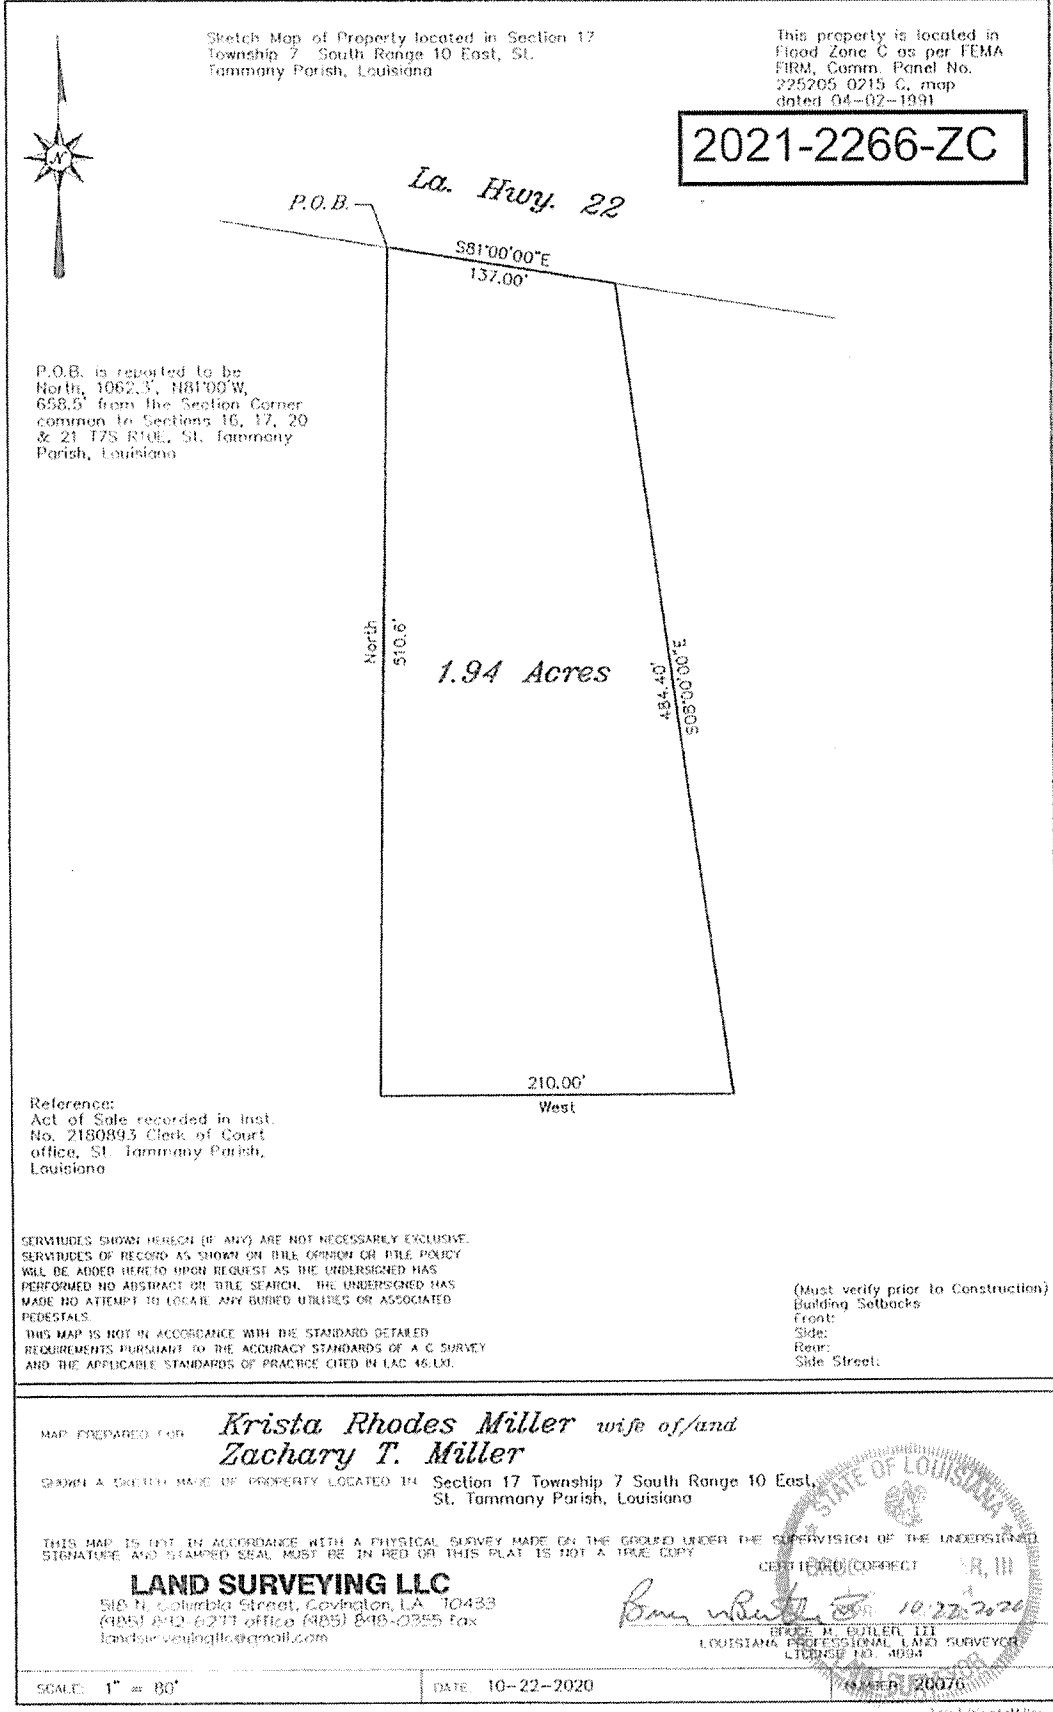 Sketch Map of Property located in Section 17
Township 7 South Range 10 East, St.
Tammany Parish, Louisiana
This property is located in
Flood Zone C as per FEMA
FIRM, Comm. Panel No.
225205 0215 C, map
dated 04-02-1991
2021-2266-ZC
N
La. Hwy. 22
P.O.B.
S81°00'00"E
137.00'
P.O.B. is reported to be
North, 1062.3', N81°00'W,
658.5' from the Section Corner
common to Sections 16, 17, 20
& 21 T7S R10E, St. Tammany
Parish, Louisiana
North
510.6'
1.94 Acres
484.40'
S08°00'00"E
210.00'
West
Reference:
Act of Sale recorded in Inst.
No. 2180893 Clerk of Court
office, St. Tammany Parish,
Louisiana
SERVITUDES SHOWN HEREON (IF ANY) ARE NOT NECESSARILY EXCLUSIVE.
SERVITUDES OF RECORD AS SHOWN ON TITLE OPINION OR TITLE POLICY
WILL BE ADDED HERETO UPON REQUEST AS THE UNDERSIGNED HAS
PERFORMED NO ABSTRACT OR TITLE SEARCH. THE UNDERSIGNED HAS
MADE NO ATTEMPT TO LOCATE ANY BURIED UTILITIES OR ASSOCIATED
PEDESTALS.
THIS MAP IS NOT IN ACCORDANCE WITH THE STANDARD DETAILED
REQUIREMENTS PURSUANT TO THE ACCURACY STANDARDS OF A C SURVEY
AND THE APPLICABLE STANDARDS OF PRACTICE CITED IN LAC 46:LXI.
(Must verify prior to Construction)
Building Setbacks
Front:
Side:
Rear:
Side Street:
MAP PREPARED FOR Krista Rhodes Miller wife of/and
Zachary T. Miller
SHOWN A SKETCH MADE OF PROPERTY LOCATED IN Section 17 Township 7 South Range 10 East,
St. Tammany Parish, Louisiana
THIS MAP IS NOT IN ACCORDANCE WITH A PHYSICAL SURVEY MADE ON THE GROUND UNDER THE SUPERVISION OF THE UNDERSIGNED.
SIGNATURE AND STAMPED SEAL MUST BE IN RED OR THIS PLAT IS NOT A TRUE COPY
STATE OF LOUISIANA
LAND SURVEYING LLC
518 N. Columbia Street, Covington, LA 70433
(985) 892-6277 office (985) 898-0355 fax
landsurveyingllc@gmail.com
CERTIFIED CORRECT
R, III
10-22-2020
BRUCE M. BUTLER, III
LOUISIANA PROFESSIONAL LAND SURVEYOR
LICENSE NO. 4894
SCALE: 1" = 80'
DATE: 10-22-2020
NUMBER: 20076